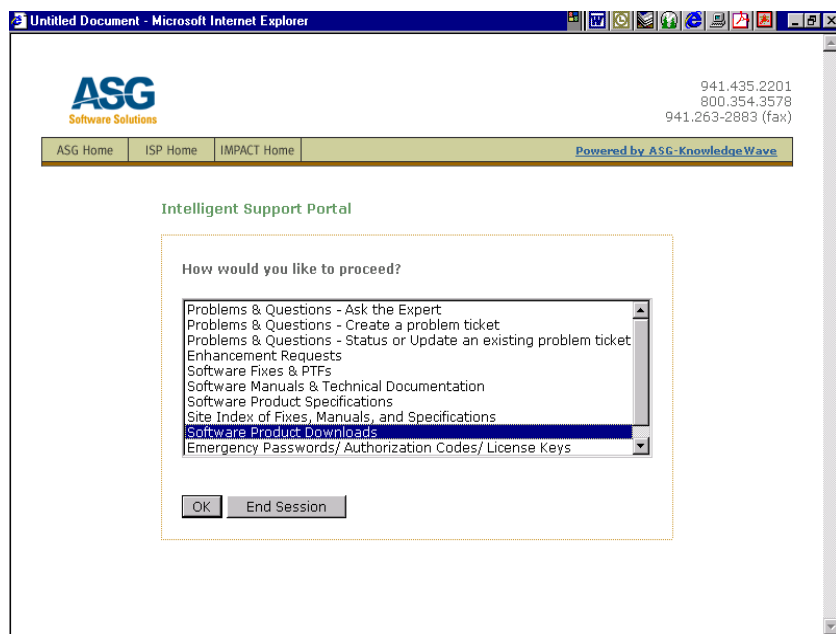 Untitled Document - Microsoft Internet Explorer
ASG
Software Solutions
941.435.2201
800.354.3578
941.263-2883 (fax)
ASG Home ISP Home IMPACT Home Powered by ASG-KnowledgeWave
Intelligent Support Portal
How would you like to proceed?
Problems & Questions - Ask the Expert
Problems & Questions - Create a problem ticket
Problems & Questions - Status or Update an existing problem ticket
Enhancement Requests
Software Fixes & PTFs
Software Manuals & Technical Documentation
Software Product Specifications
Site Index of Fixes, Manuals, and Specifications
Software Product Downloads
Emergency Passwords/ Authorization Codes/ License Keys
OK End Session